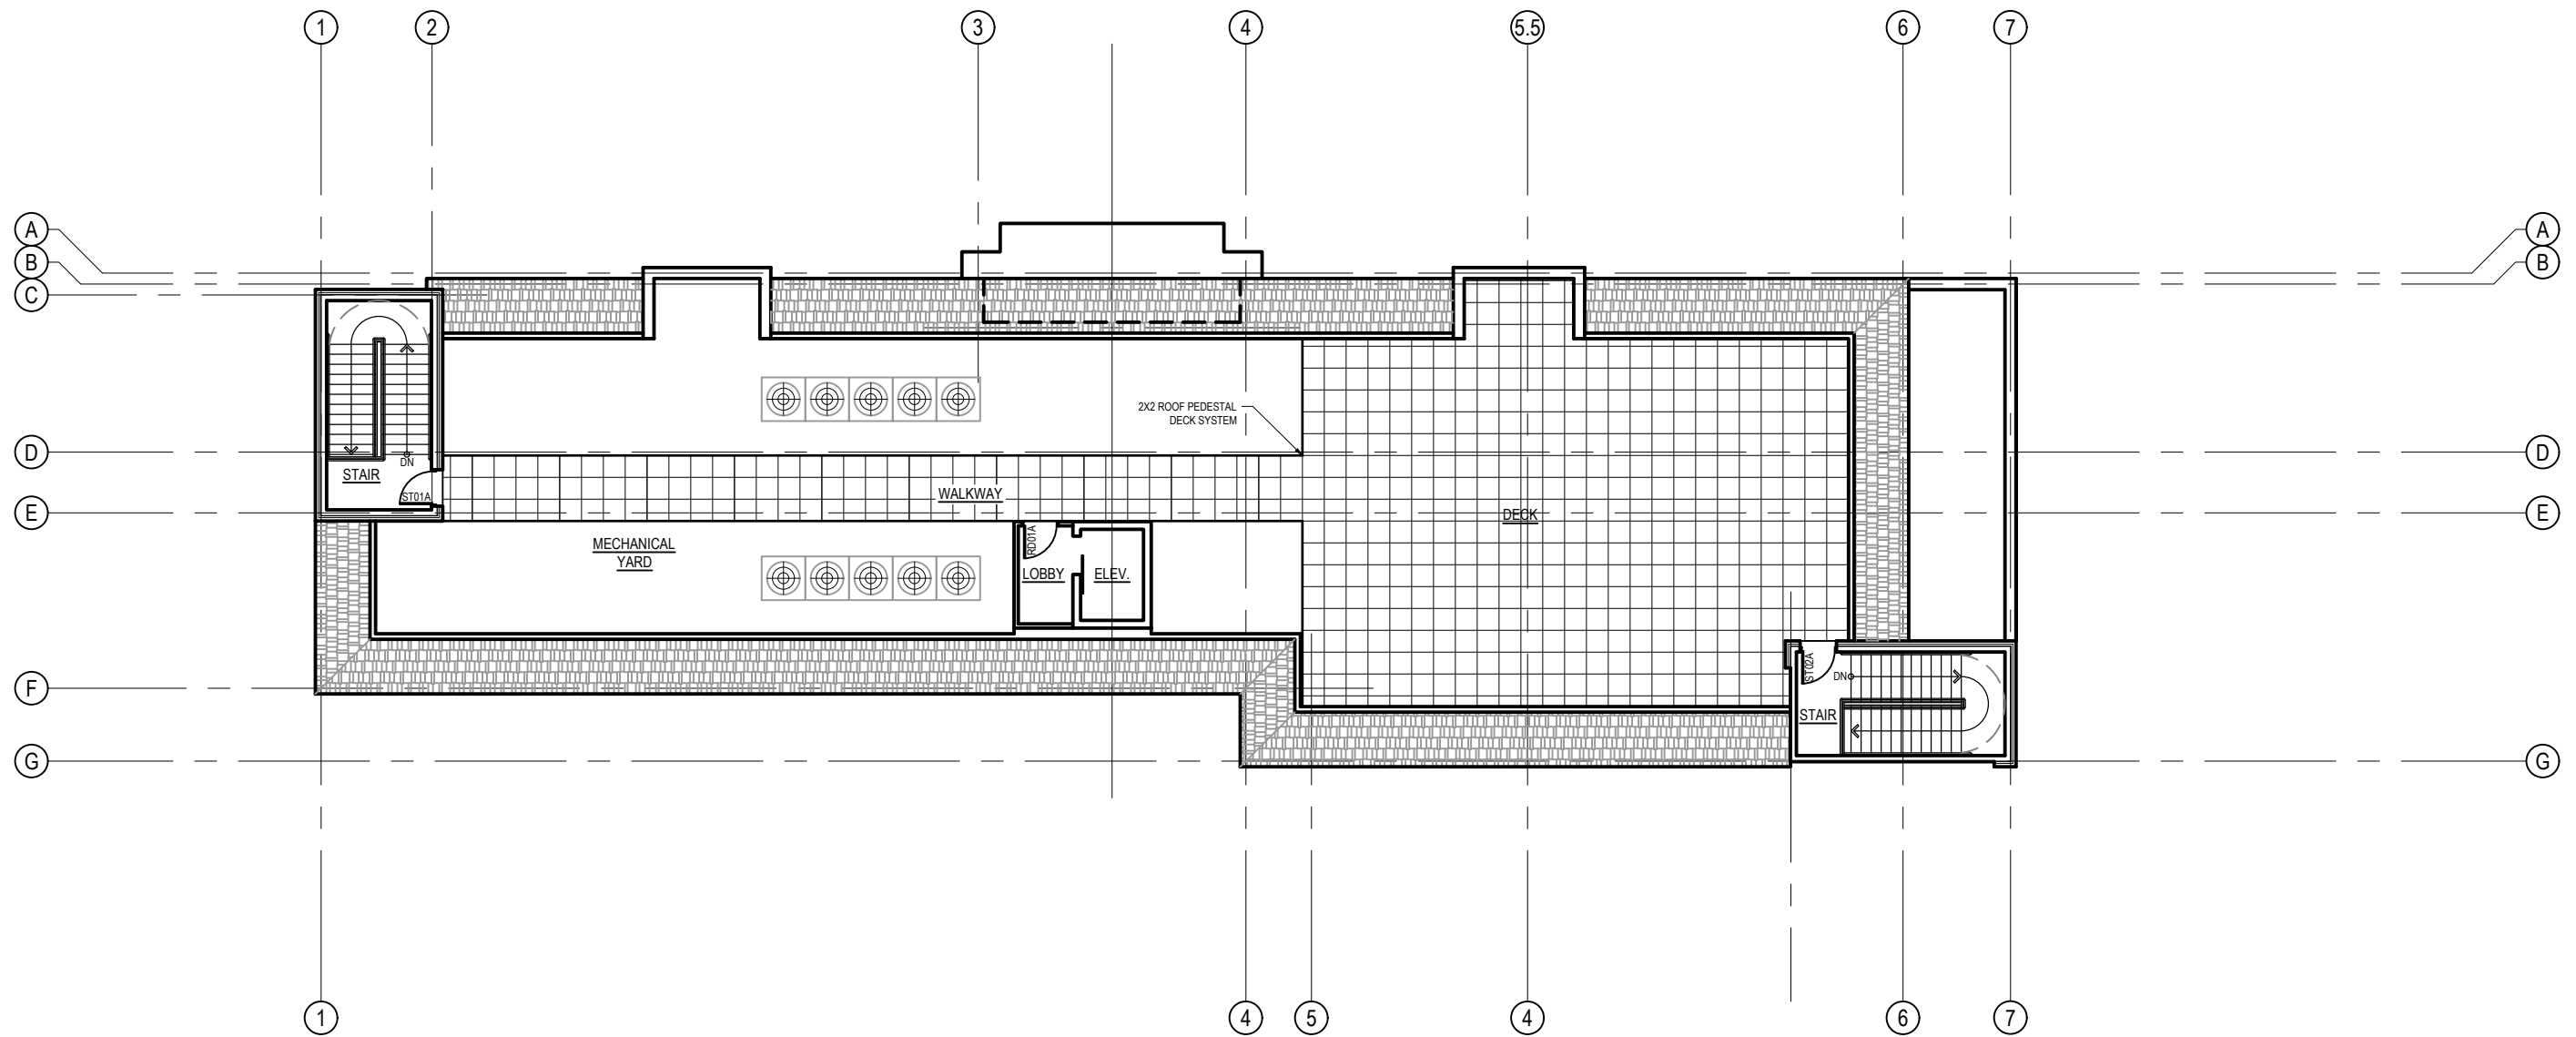 1
2
3
4
5.5
6
7
A
A
B
B
C
2X2 ROOF PEDESTAL
DECK SYSTEM
D
D
DN
STAIR
ST01A
WALKWAY
E
E
DECK
RD01A
MECHANICAL
YARD
LOBBY
ELEV.
ST02A
DN
F
STAIR
G
G
1
4
5
4
6
7